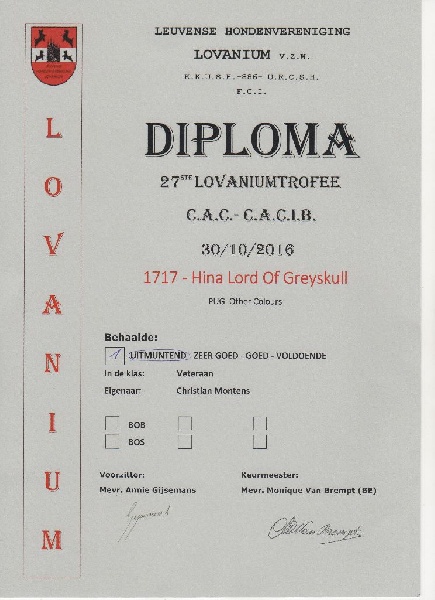 LEUVENSE HONDENVERENIGING
LOVANIUM V.Z.W.
K.K.U.S.H.-886- U.R.C.S.H.
F.C.I.
LOVANIUM
DIPLOMA
27STE LOVANIUMTROFEE
C.A.C.- C.A.C.I.B.
30/10/2016
1717 - Hina Lord Of Greyskull
PUG Other Colours
Behaalde:
1 UITMUNTEND ZEER GOED - GOED - VOLDOENDE
In de klas: Veteraan
Eigenaar: Christian Montens
BOB
BOS
Voorzitter: Keurmeester:
Mevr. Annie Gijsemans Mevr. Monique Van Brempt (BE)